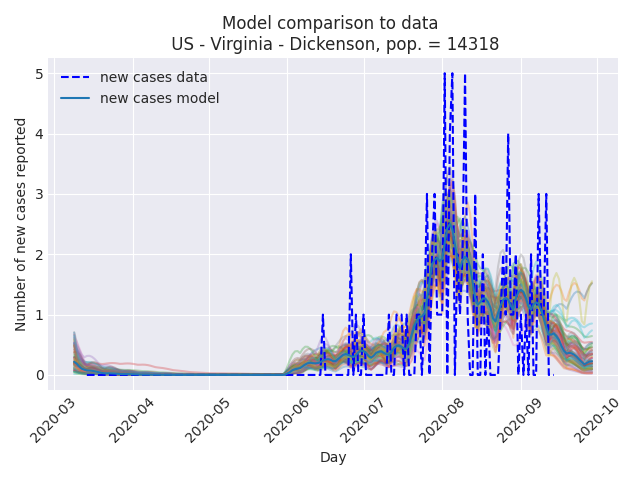 Model comparison to data
US - Virginia - Dickenson, pop. = 14318
new cases data
new cases model
Number of new cases reported
5
4
3
2
1
0
2020-03
2020-04
2020-05
2020-06
2020-07
2020-08
2020-09
2020-10
Day